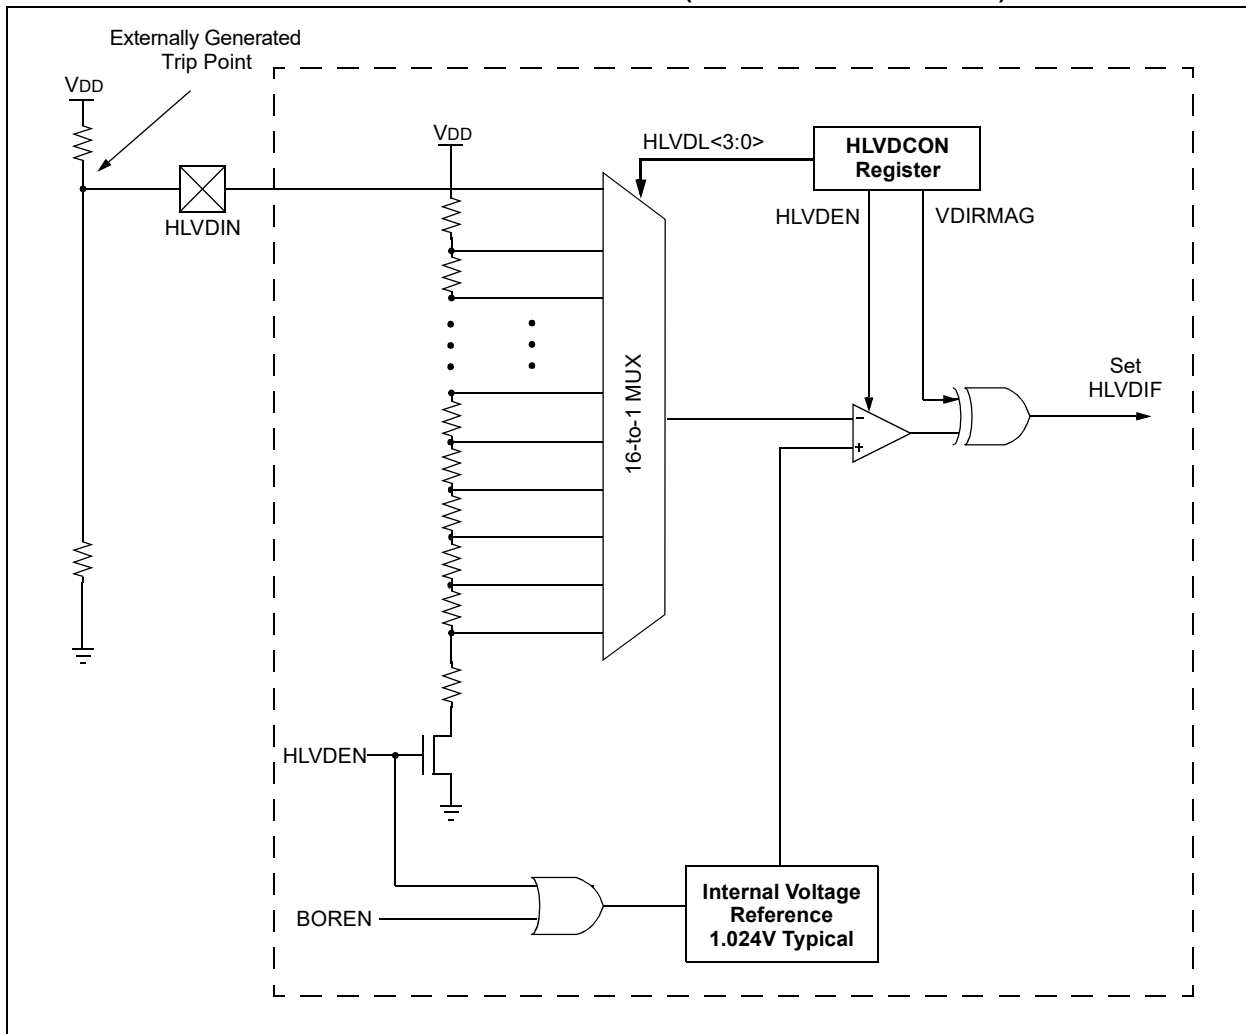 Externally Generated
Trip Point
VDD
VDD
HLVDIN
HLVDL<3:0>
HLVDCON
Register
HLVDEN
VDIRMAG
16-to-1 MUX
–
+
Set
HLVDIF
HLVDEN
BOREN
Internal Voltage
Reference
1.024V Typical